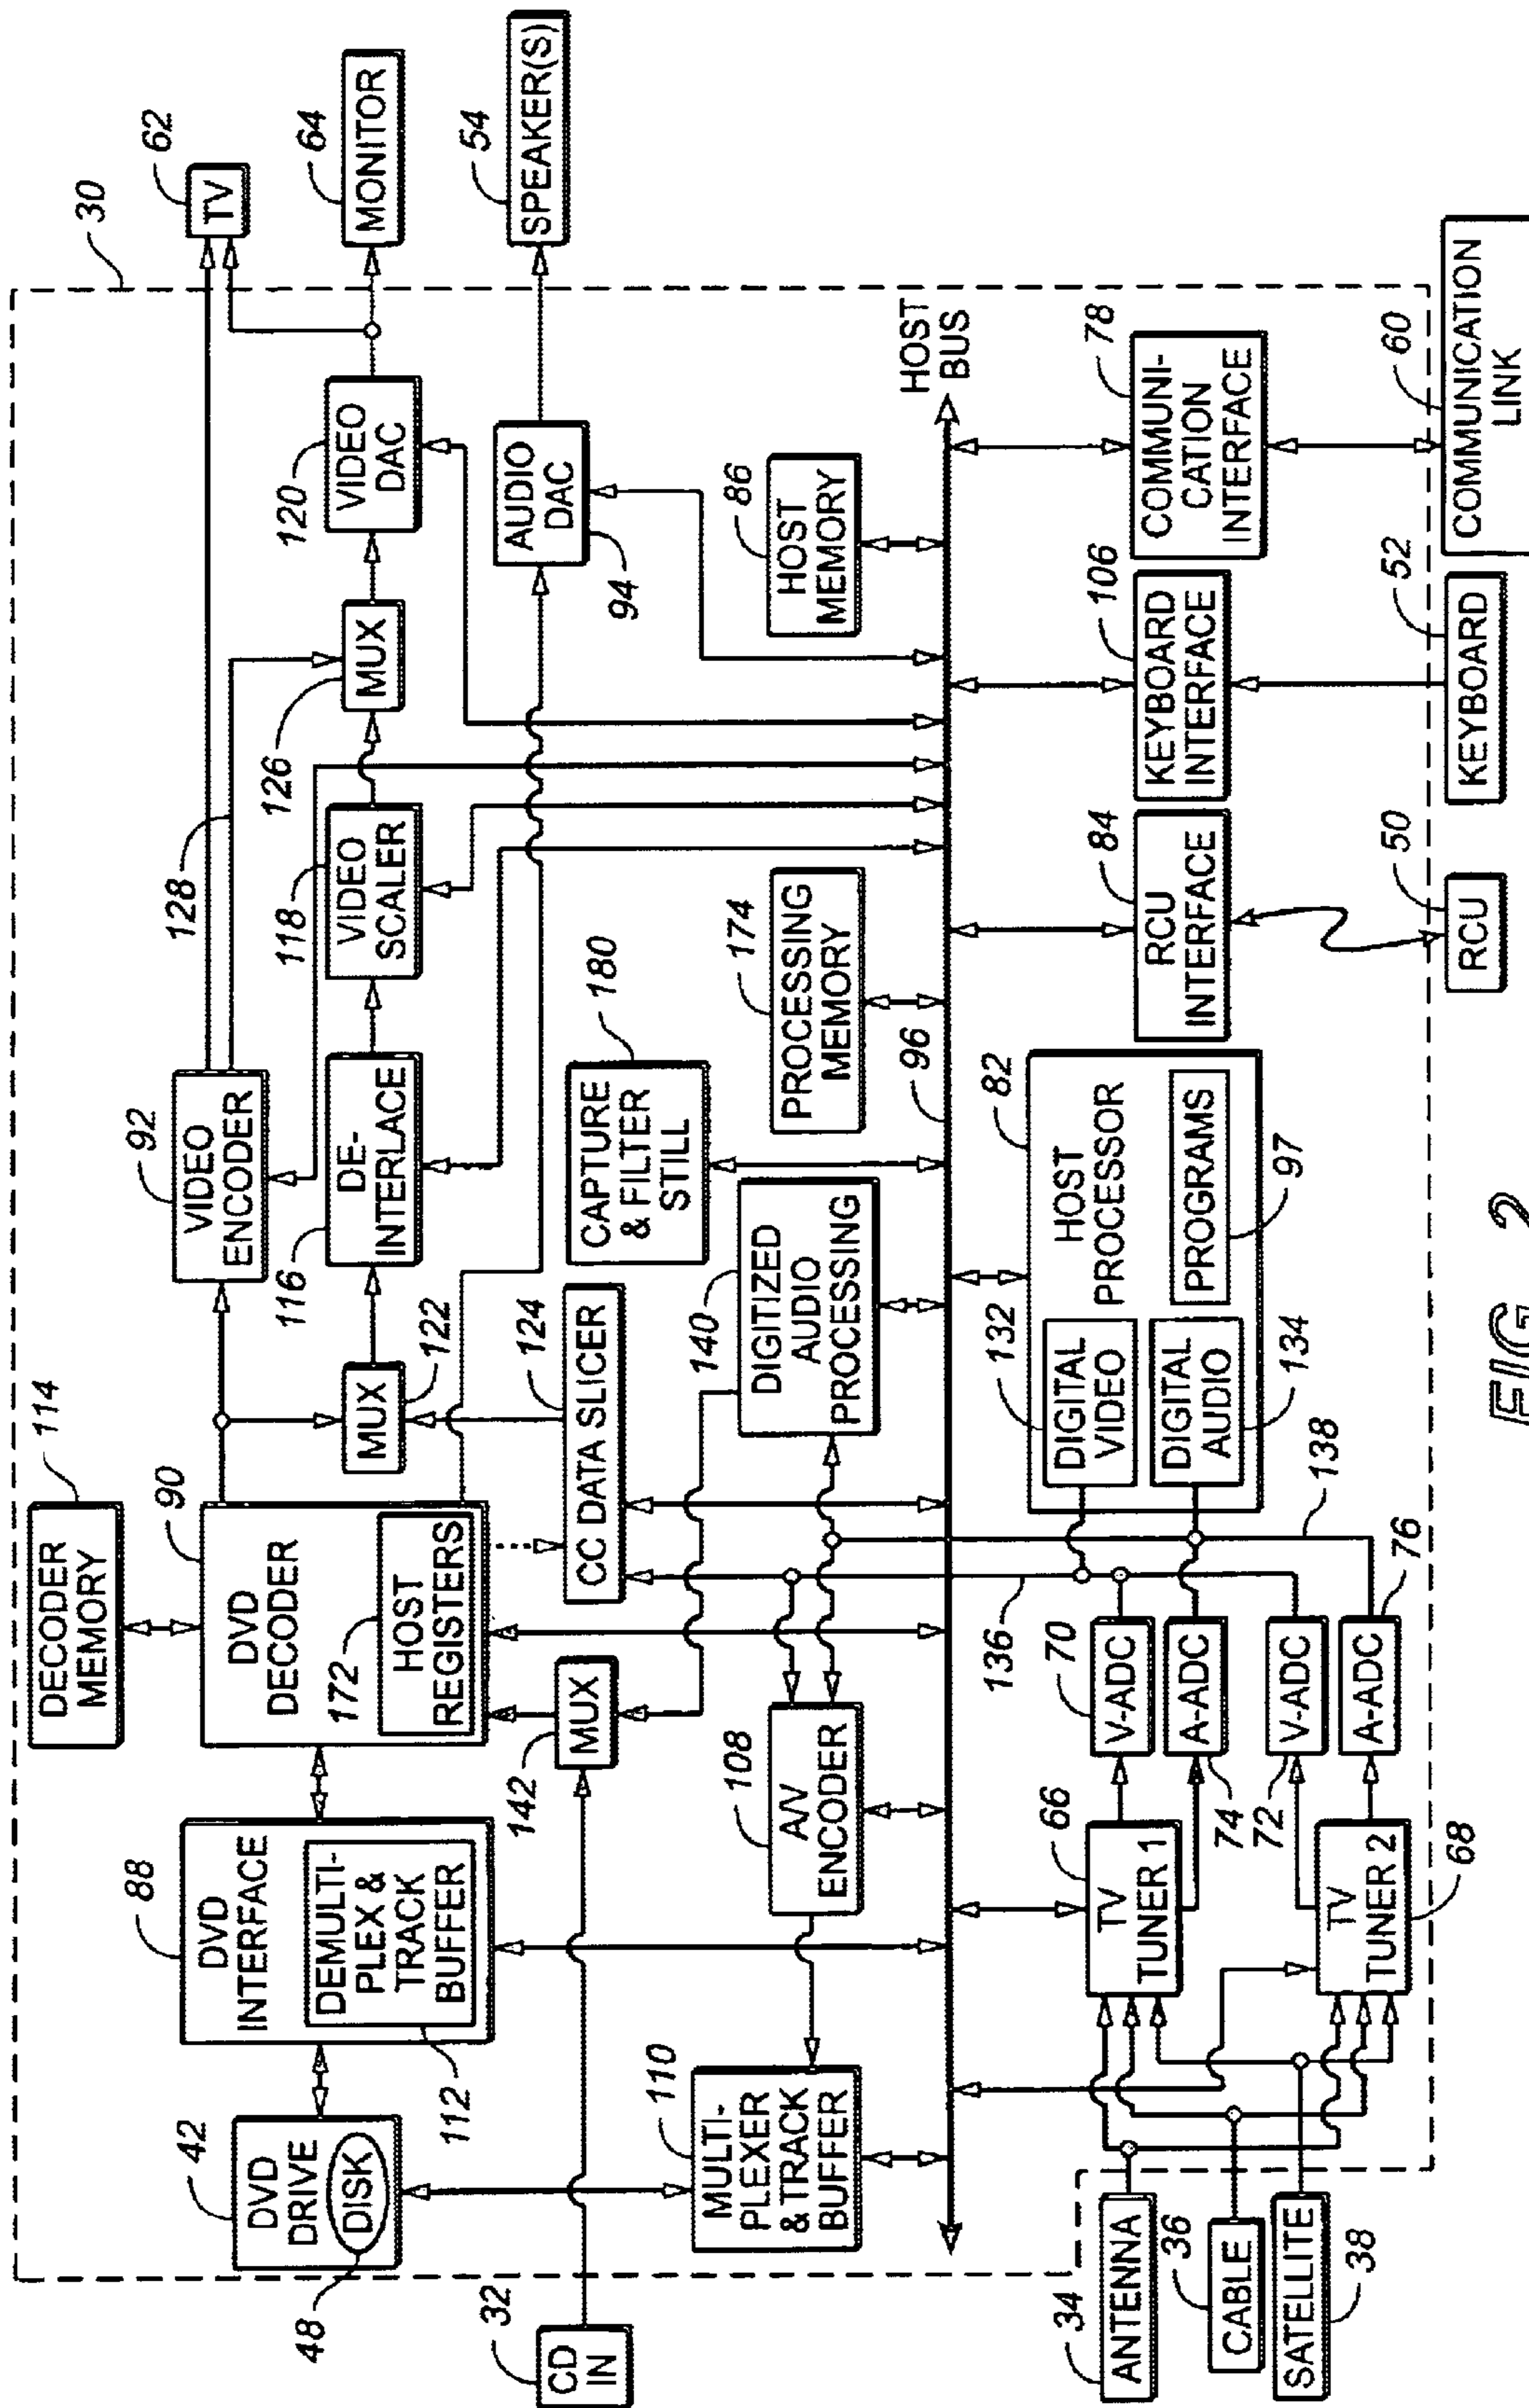 30
114
DECODER
MEMORY
90
DVD
DECODER
172
HOST
REGISTERS
88
DVD
INTERFACE
DEMULTI-
PLEX &
TRACK
BUFFER
112
42
DVD
DRIVE
DISK
48
92
VIDEO
ENCODER
128
62
TV
116
DE-
INTERLACE
118
VIDEO
SCALER
126
MUX
120
VIDEO
DAC
64
MONITOR
MUX
122
124
CC DATA SLICER
AUDIO
DAC
94
54
SPEAKER(S)
32
CD
IN
142
MUX
180
CAPTURE
& FILTER
STILL
110
MULTI-
PLEXER
& TRACK
BUFFER
108
A/V
ENCODER
140
DIGITIZED
AUDIO
PROCESSING
174
PROCESSING
MEMORY
86
HOST
MEMORY
HOST
BUS
96
136
138
34
ANTENNA
36
CABLE
SATELLITE
38
66
TV
TUNER 1
TV
TUNER 2
68
70
V-ADC
A-ADC
74
72
V-ADC
A-ADC
76
82
HOST
PROCESSOR
132
DIGITAL
VIDEO
DIGITAL
AUDIO
134
PROGRAMS
97
84
RCU
INTERFACE
106
KEYBOARD
INTERFACE
78
COMMUNI-
CATION
INTERFACE
50
RCU
52
KEYBOARD
60
COMMUNICATION
LINK
FIG_2